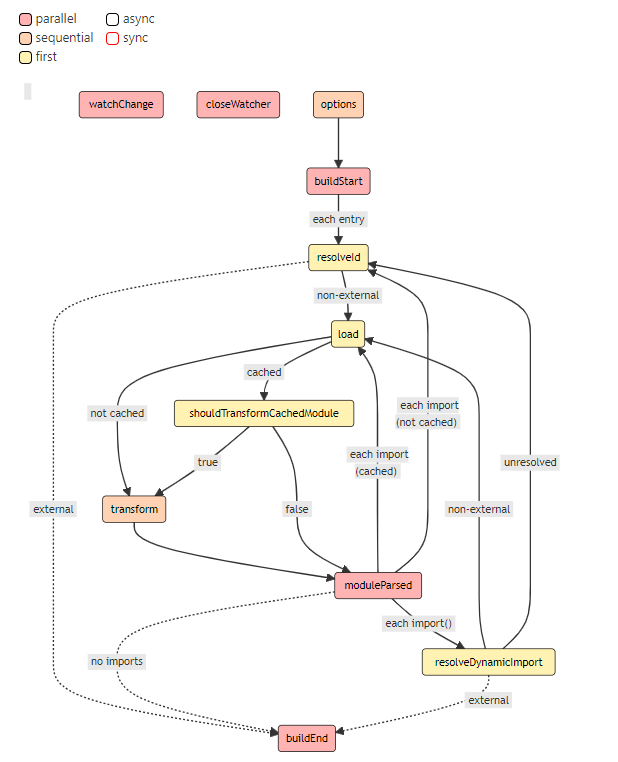 parallel
async
sequential
sync
first
watchChange
closeWatcher
options
buildStart
each entry
resolveId
non-external
load
cached
not cached
shouldTransformCachedModule
each import
(not cached)
each import
(cached)
true
unresolved
external
transform
false
non-external
moduleParsed
each import()
no imports
resolveDynamicImport
external
buildEnd